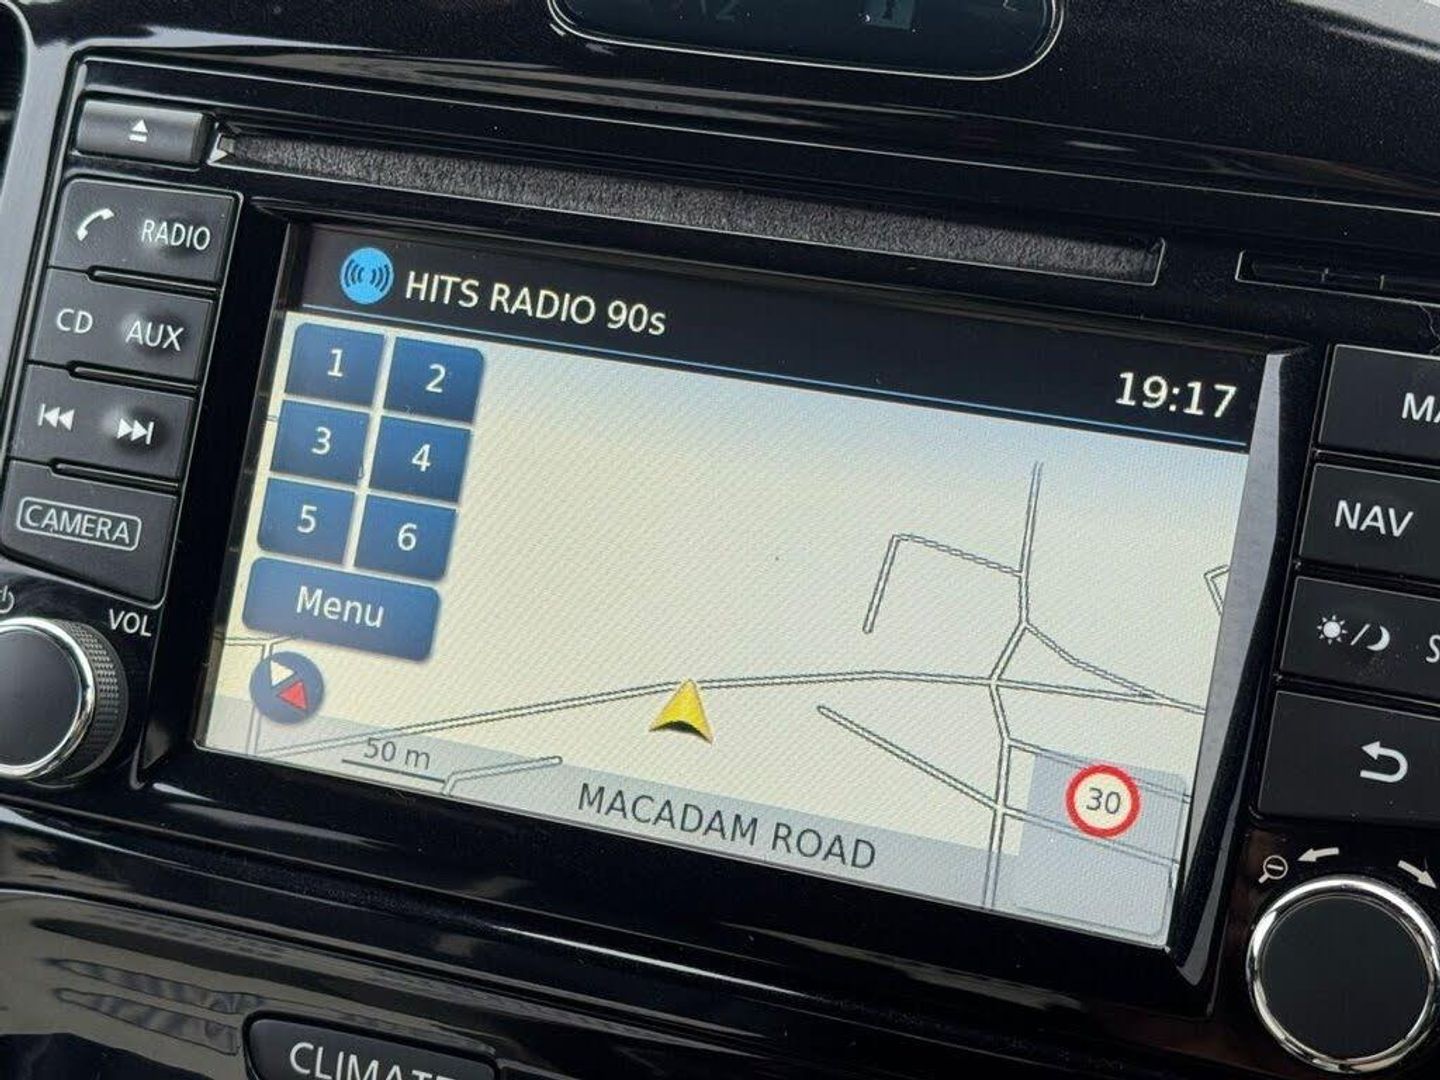 RADIO
CD AUX
CAMERA
VOL
HITS RADIO 90s
19:17
1 2
3 4
5 6
Menu
50 m
MACADAM ROAD
30
NAV
CLIMATE